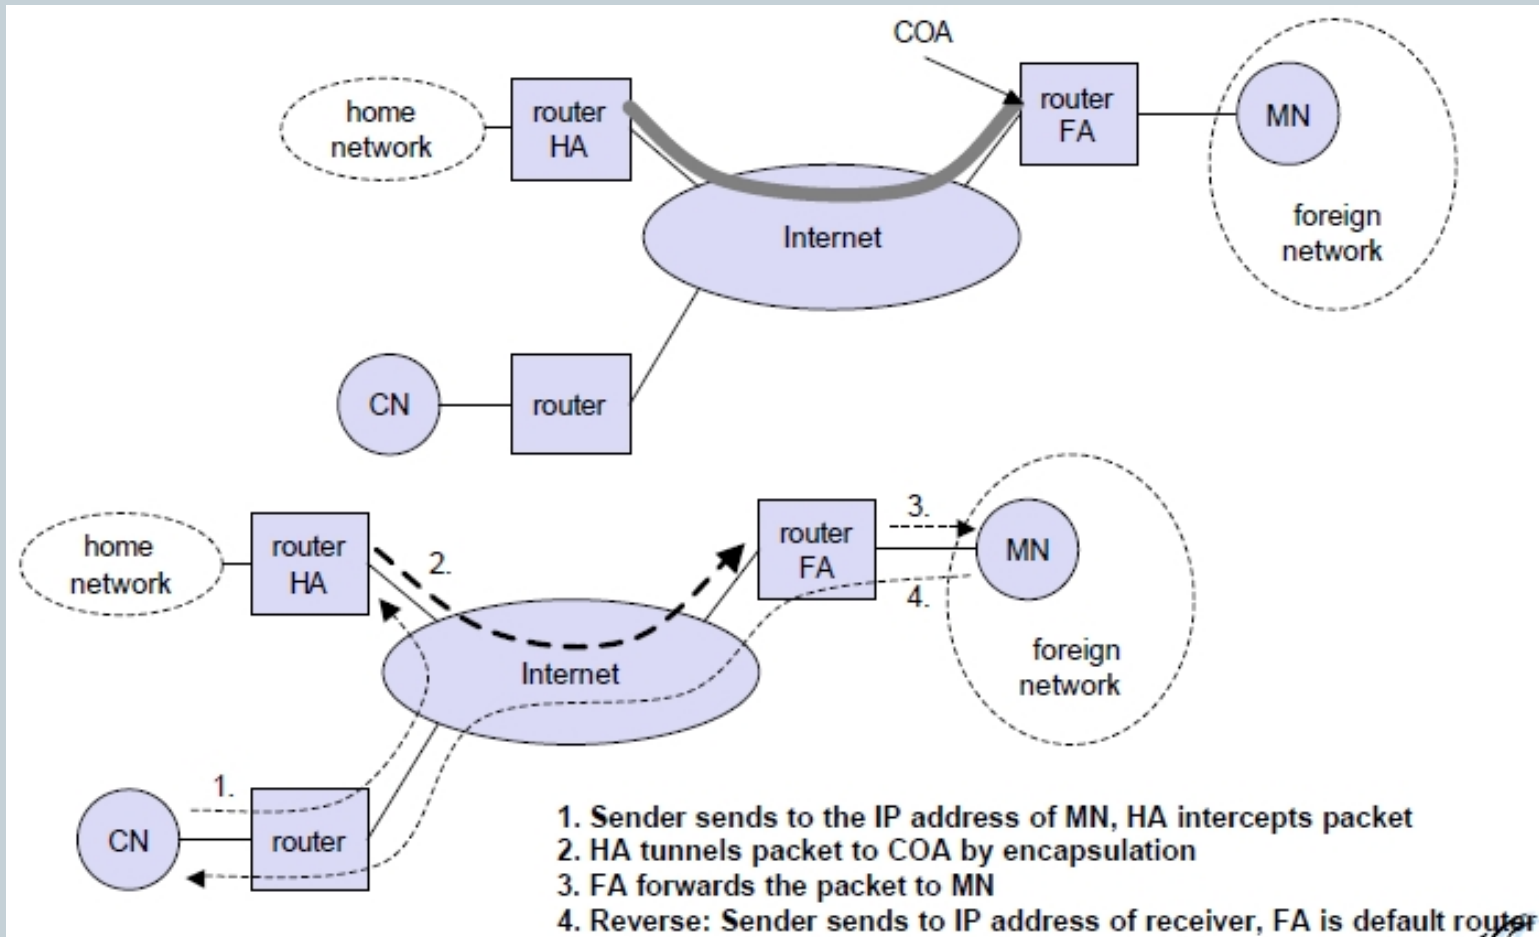 COA
home
network
router
HA
router
FA
MN
foreign
network
Internet
CN
router
home
network
router
HA
2.
router
FA
3.
MN
4.
foreign
network
Internet
1.
CN
router
1. Sender sends to the IP address of MN, HA intercepts packet
2. HA tunnels packet to COA by encapsulation
3. FA forwards the packet to MN
4. Reverse: Sender sends to IP address of receiver, FA is default router